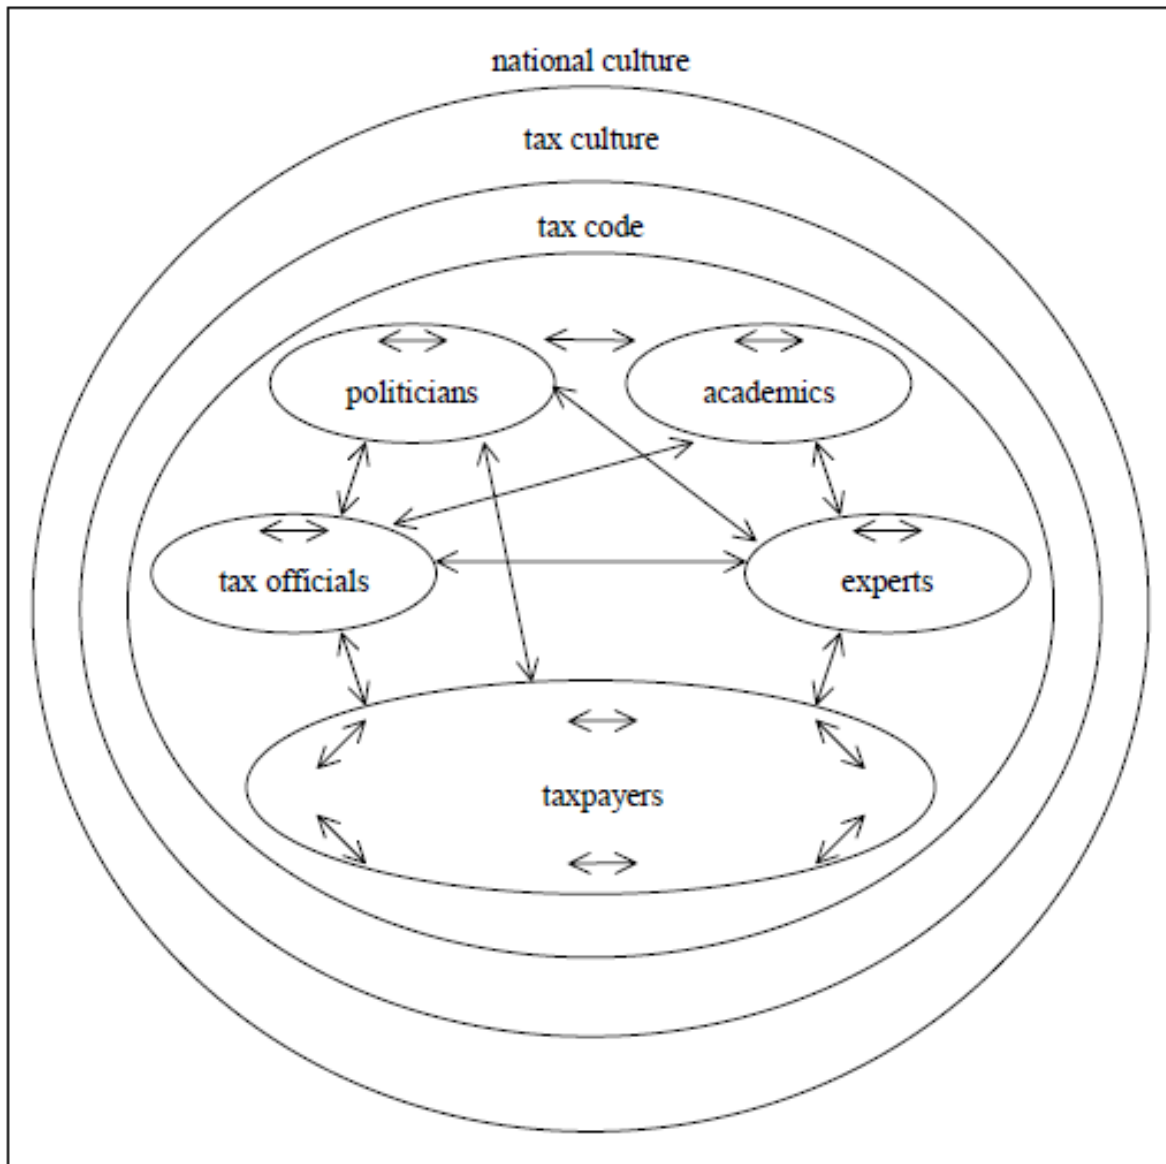 national culture
tax culture
tax code
politicians
academics
tax officials
experts
taxpayers